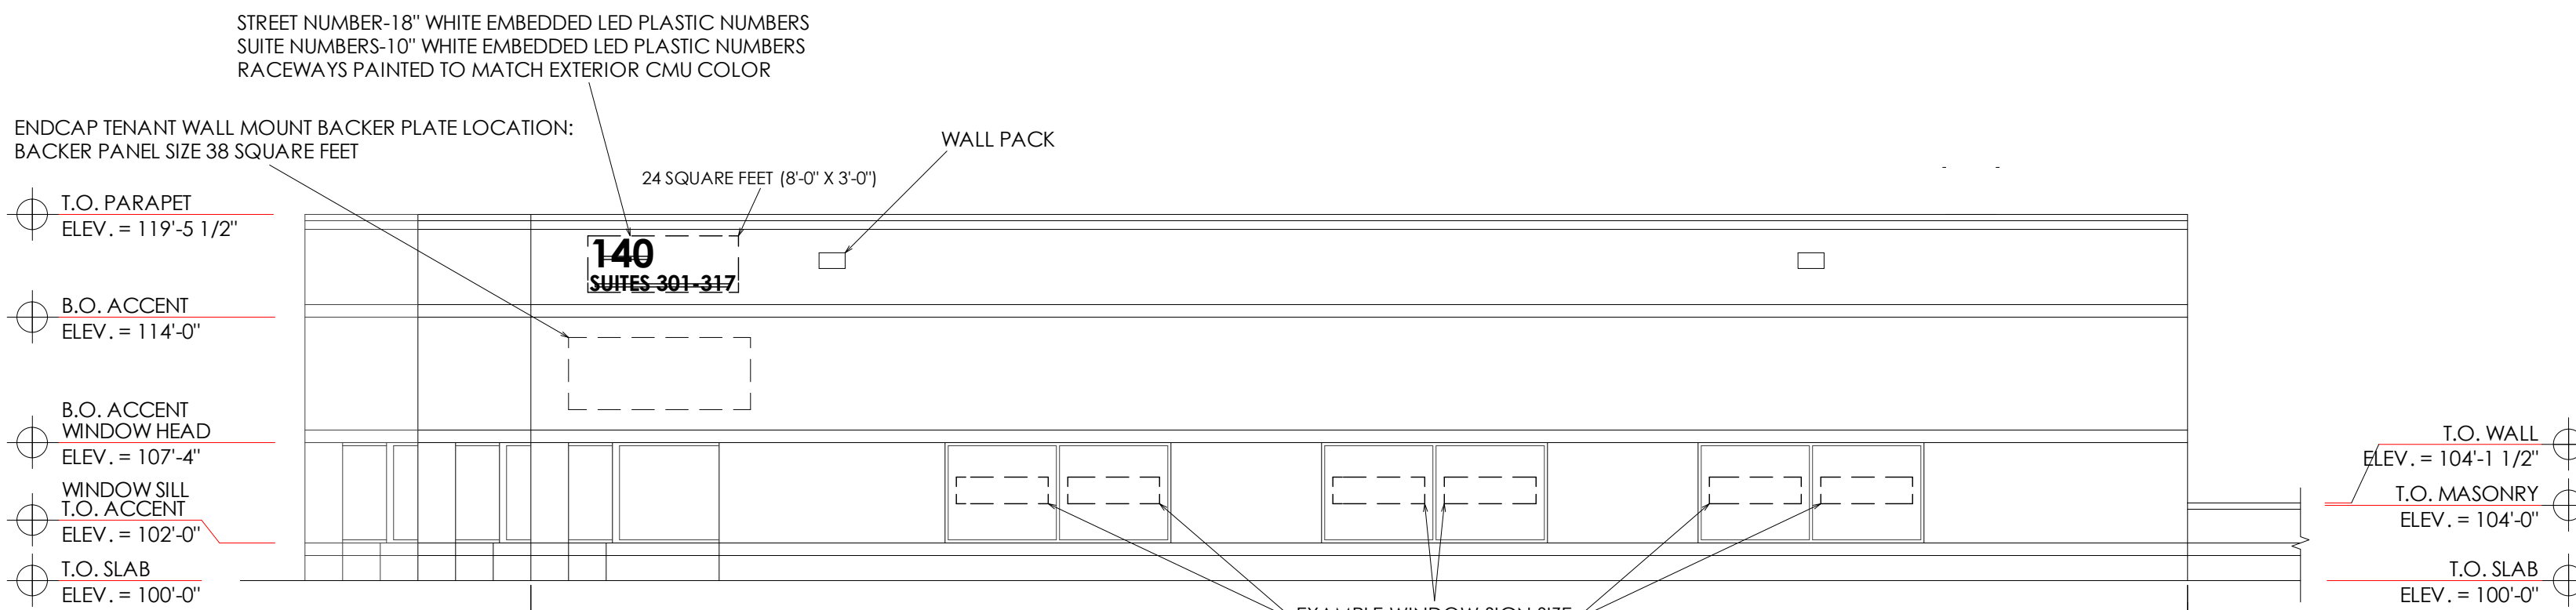 STREET NUMBER-18" WHITE EMBEDDED LED PLASTIC NUMBERS
SUITE NUMBERS-10" WHITE EMBEDDED LED PLASTIC NUMBERS
RACEWAYS PAINTED TO MATCH EXTERIOR CMU COLOR
ENDCAP TENANT WALL MOUNT BACKER PLATE LOCATION:
BACKER PANEL SIZE 38 SQUARE FEET
WALL PACK
24 SQUARE FEET (8'-0" X 3'-0")
T.O. PARAPET
ELEV. = 119'-5 1/2"
140
SUITES 301-317
B.O. ACCENT
ELEV. = 114'-0"
B.O. ACCENT
WINDOW HEAD
ELEV. = 107'-4"
WINDOW SILL
T.O. ACCENT
ELEV. = 102'-0"
T.O. SLAB
ELEV. = 100'-0"
T.O. WALL
ELEV. = 104'-1 1/2"
T.O. MASONRY
ELEV. = 104'-0"
T.O. SLAB
ELEV. = 100'-0"
EXAMPLE WINDOW SIGN SIZE